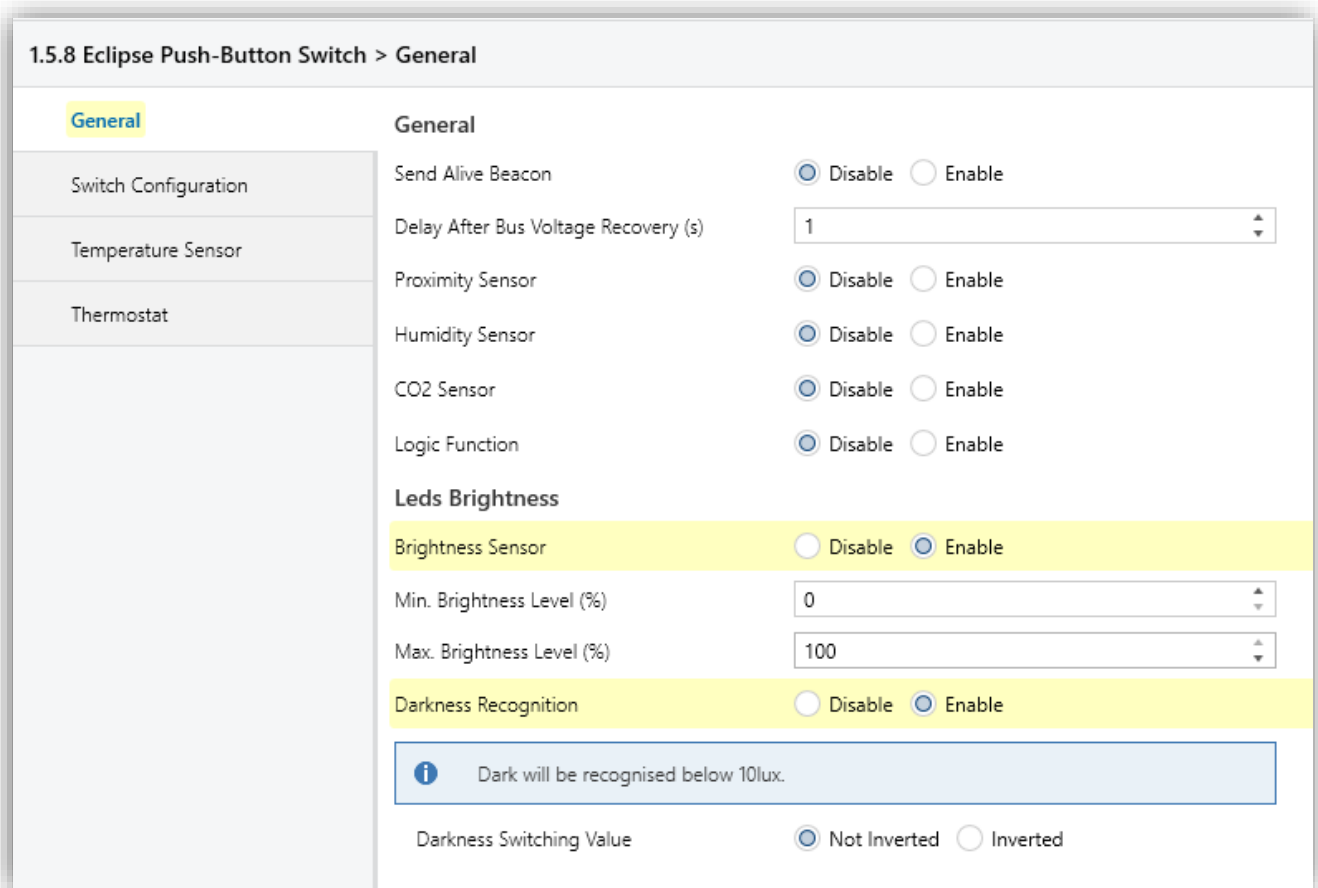 1.5.8 Eclipse Push-Button Switch > General
General
Switch Configuration
Temperature Sensor
Thermostat
General
Send Alive Beacon Disable Enable
Delay After Bus Voltage Recovery (s) 1
Proximity Sensor Disable Enable
Humidity Sensor Disable Enable
CO2 Sensor Disable Enable
Logic Function Disable Enable
Leds Brightness
Brightness Sensor Disable Enable
Min. Brightness Level (%) 0
Max. Brightness Level (%) 100
Darkness Recognition Disable Enable
Dark will be recognised below 10lux.
Darkness Switching Value Not Inverted Inverted